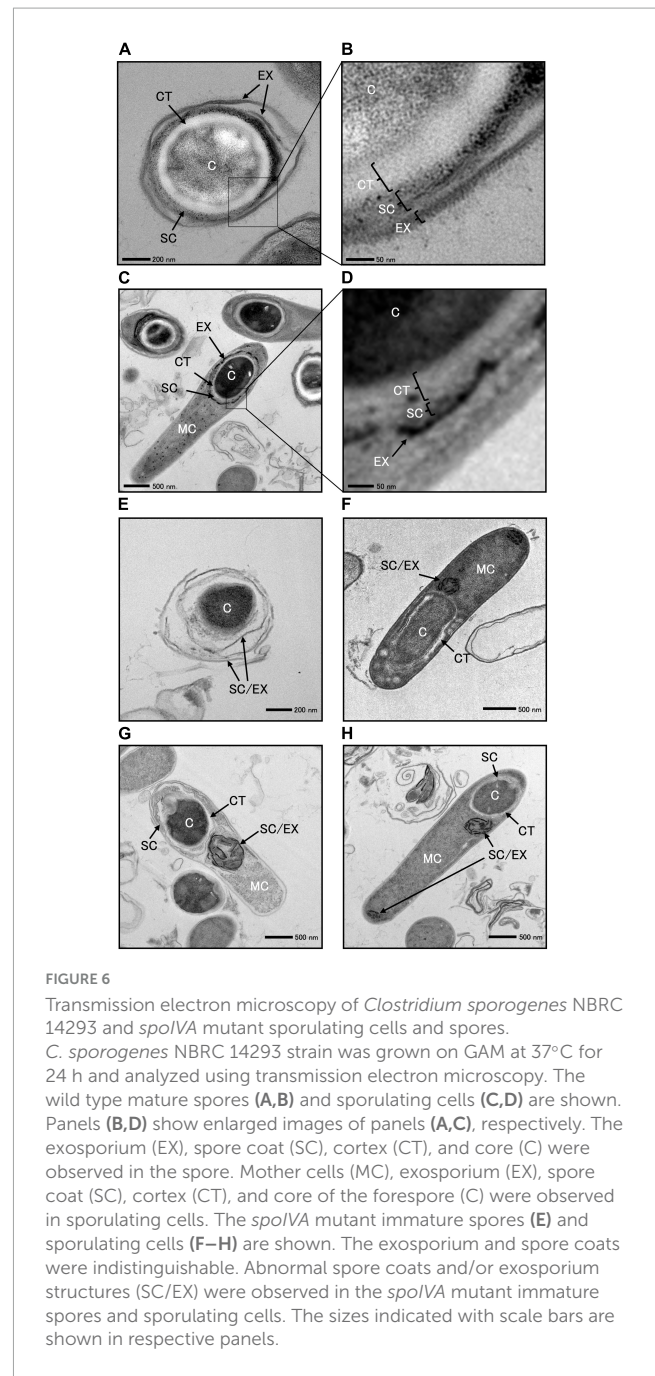 A
B
EX
CT
C
SC
200 nm
C
CT
SC
EX
50 nm
C
D
EX
CT
C
SC
MC
500 nm
C
CT
SC
EX
50 nm
E
F
C
SC/EX
200 nm
SC/EX
MC
C
CT
500 nm
G
H
C
CT
SC
SC/EX
MC
500 nm
SC
C
CT
SC/EX
MC
500 nm
FIGURE 6
Transmission electron microscopy of Clostridium sporogenes NBRC
14293 and spoIVA mutant sporulating cells and spores.
C. sporogenes NBRC 14293 strain was grown on GAM at 37°C for
24 h and analyzed using transmission electron microscopy. The
wild type mature spores (A,B) and sporulating cells (C,D) are shown.
Panels (B,D) show enlarged images of panels (A,C), respectively. The
exosporium (EX), spore coat (SC), cortex (CT), and core (C) were
observed in the spore. Mother cells (MC), exosporium (EX), spore
coat (SC), cortex (CT), and core of the forespore (C) were observed
in sporulating cells. The spoIVA mutant immature spores (E) and
sporulating cells (F–H) are shown. The exosporium and spore coats
were indistinguishable. Abnormal spore coats and/or exosporium
structures (SC/EX) were observed in the spoIVA mutant immature
spores and sporulating cells. The sizes indicated with scale bars are
shown in respective panels.